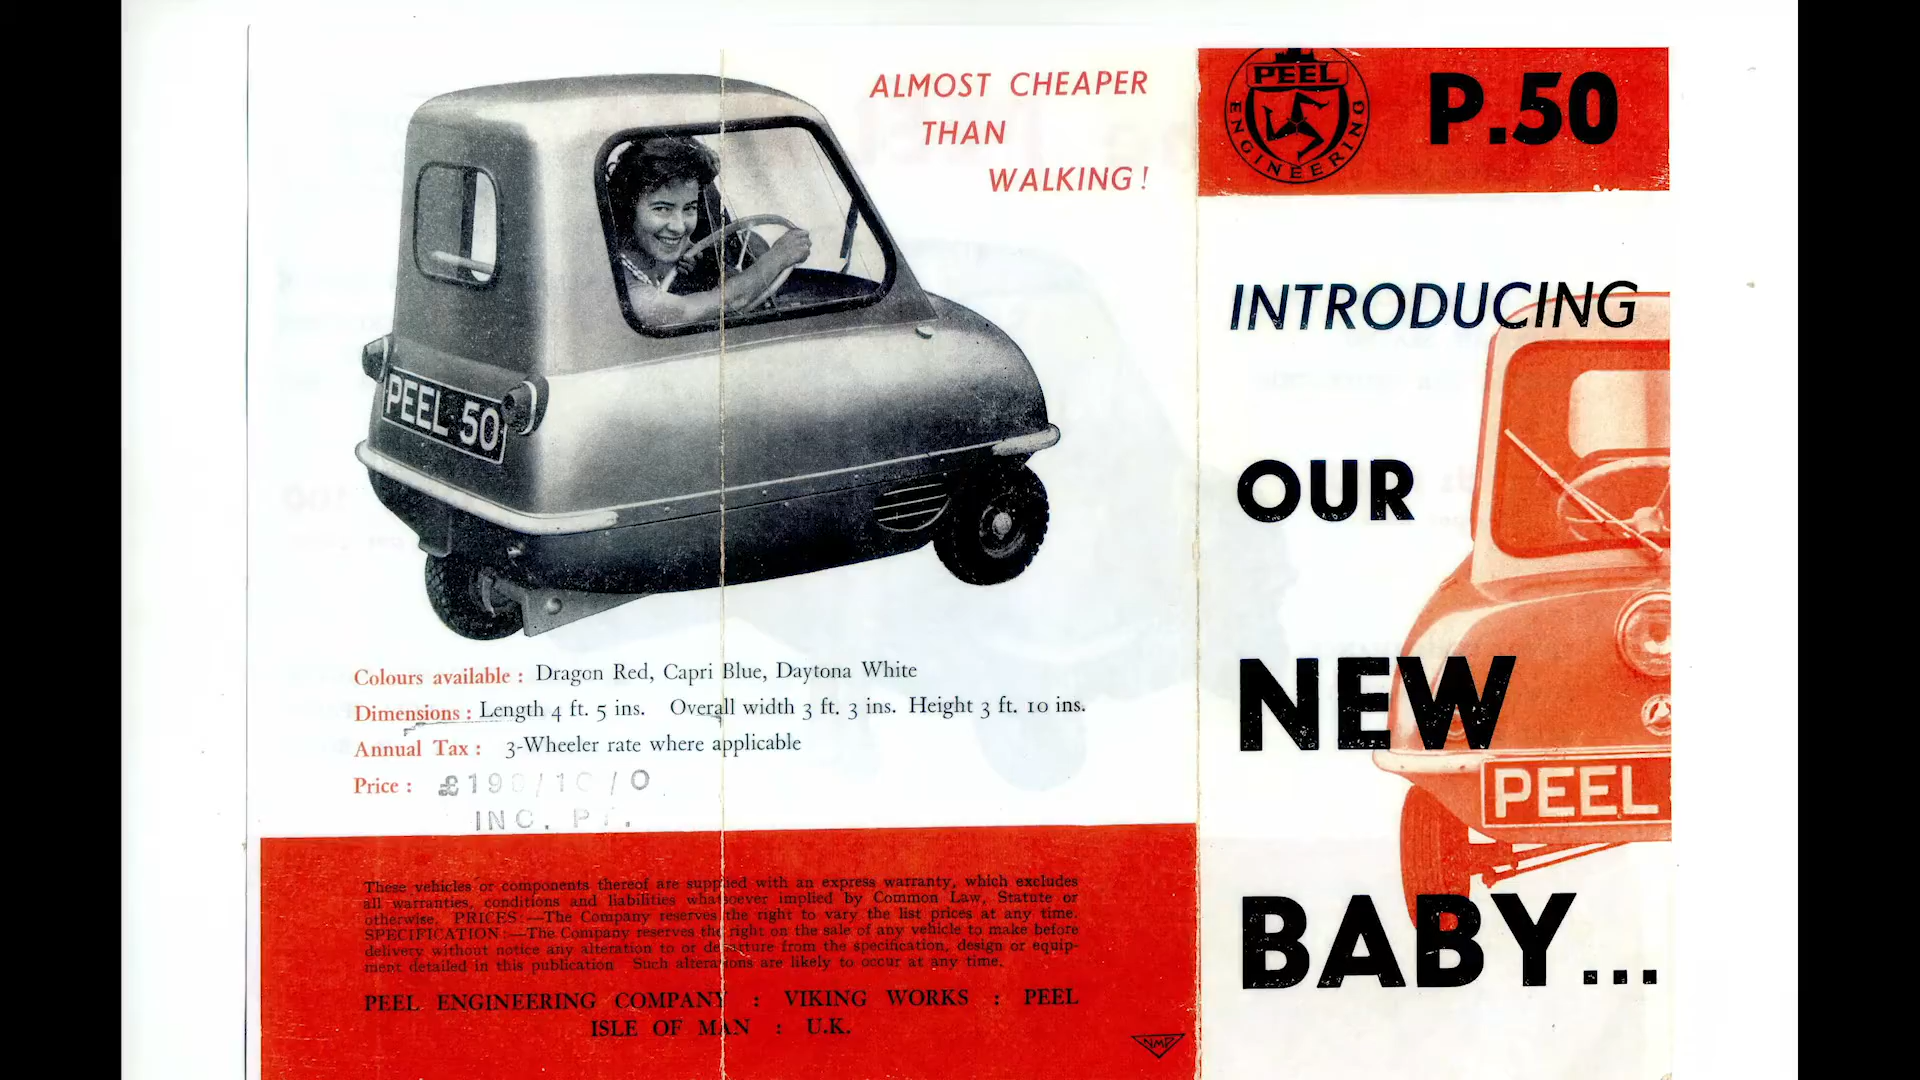 ALMOST CHEAPER
THAN
WALKING!
PEEL 50
Colours available : Dragon Red, Capri Blue, Daytona White
Dimensions : Length 4 ft. 5 ins. Overall width 3 ft. 3 ins. Height 3 ft. 10 ins.
Annual Tax : 3-Wheeler rate where applicable
Price : £19 /1 /0
INC. P
These vehicles or components thereof are supplied with an express warranty, which excludes
all warranties, conditions and liabilities whatsoever implied by Common Law, Statute or
otherwise. PRICES:—The Company reserves the right to vary the list prices at any time.
SPECIFICATION:—The Company reserves the right on the sale of any vehicle to make before
delivery without notice any alteration to or departure from the specification, design or equip-
ment detailed in this publication Such alterations are likely to occur at any time.
PEEL ENGINEERING COMPANY : VIKING WORKS : PEEL
ISLE OF MAN : U.K.
NMP
PEEL
ENGINEERING
P.50
INTRODUCING
OUR
NEW
BABY...
PEEL